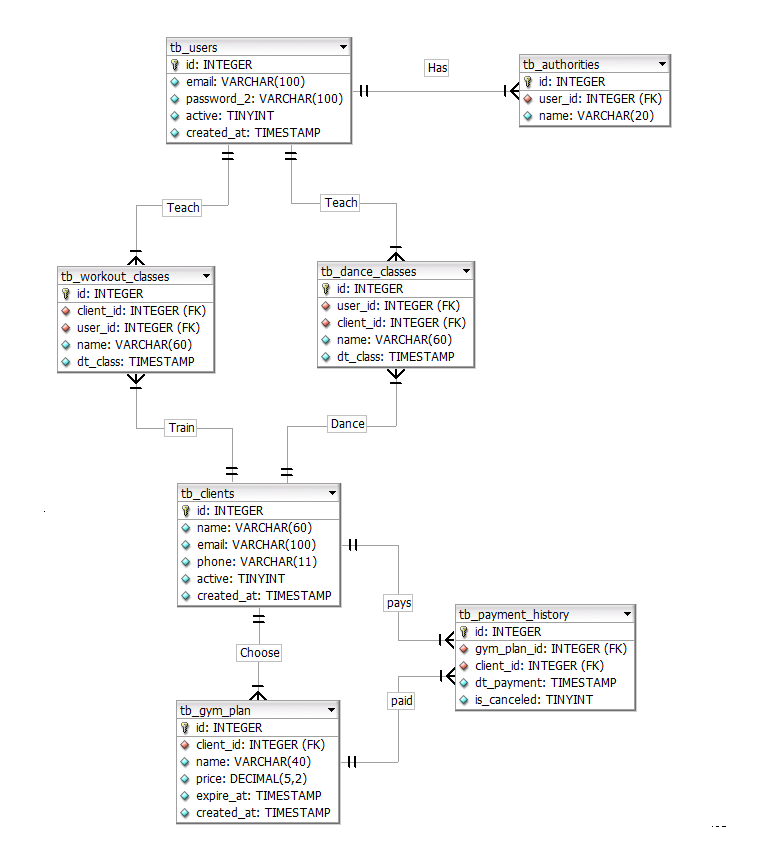 tb_users
id: INTEGER
email: VARCHAR(100)
password_2: VARCHAR(100)
active: TINYINT
created_at: TIMESTAMP
Has
tb_authorities
id: INTEGER
user_id: INTEGER (FK)
name: VARCHAR(20)
Teach
Teach
tb_workout_classes
id: INTEGER
client_id: INTEGER (FK)
user_id: INTEGER (FK)
name: VARCHAR(60)
dt_class: TIMESTAMP
tb_dance_classes
id: INTEGER
user_id: INTEGER (FK)
client_id: INTEGER (FK)
name: VARCHAR(60)
dt_class: TIMESTAMP
Train
Dance
tb_clients
id: INTEGER
name: VARCHAR(60)
email: VARCHAR(100)
phone: VARCHAR(11)
active: TINYINT
created_at: TIMESTAMP
pays
tb_payment_history
id: INTEGER
gym_plan_id: INTEGER (FK)
client_id: INTEGER (FK)
dt_payment: TIMESTAMP
is_canceled: TINYINT
Choose
paid
tb_gym_plan
id: INTEGER
client_id: INTEGER (FK)
name: VARCHAR(40)
price: DECIMAL(5,2)
expire_at: TIMESTAMP
created_at: TIMESTAMP